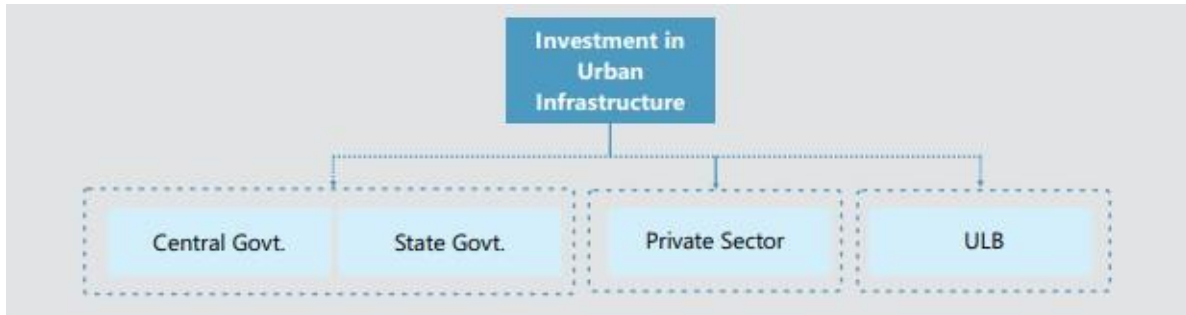 Investment in
Urban
Infrastructure
Central Govt.
State Govt.
Private Sector
ULB